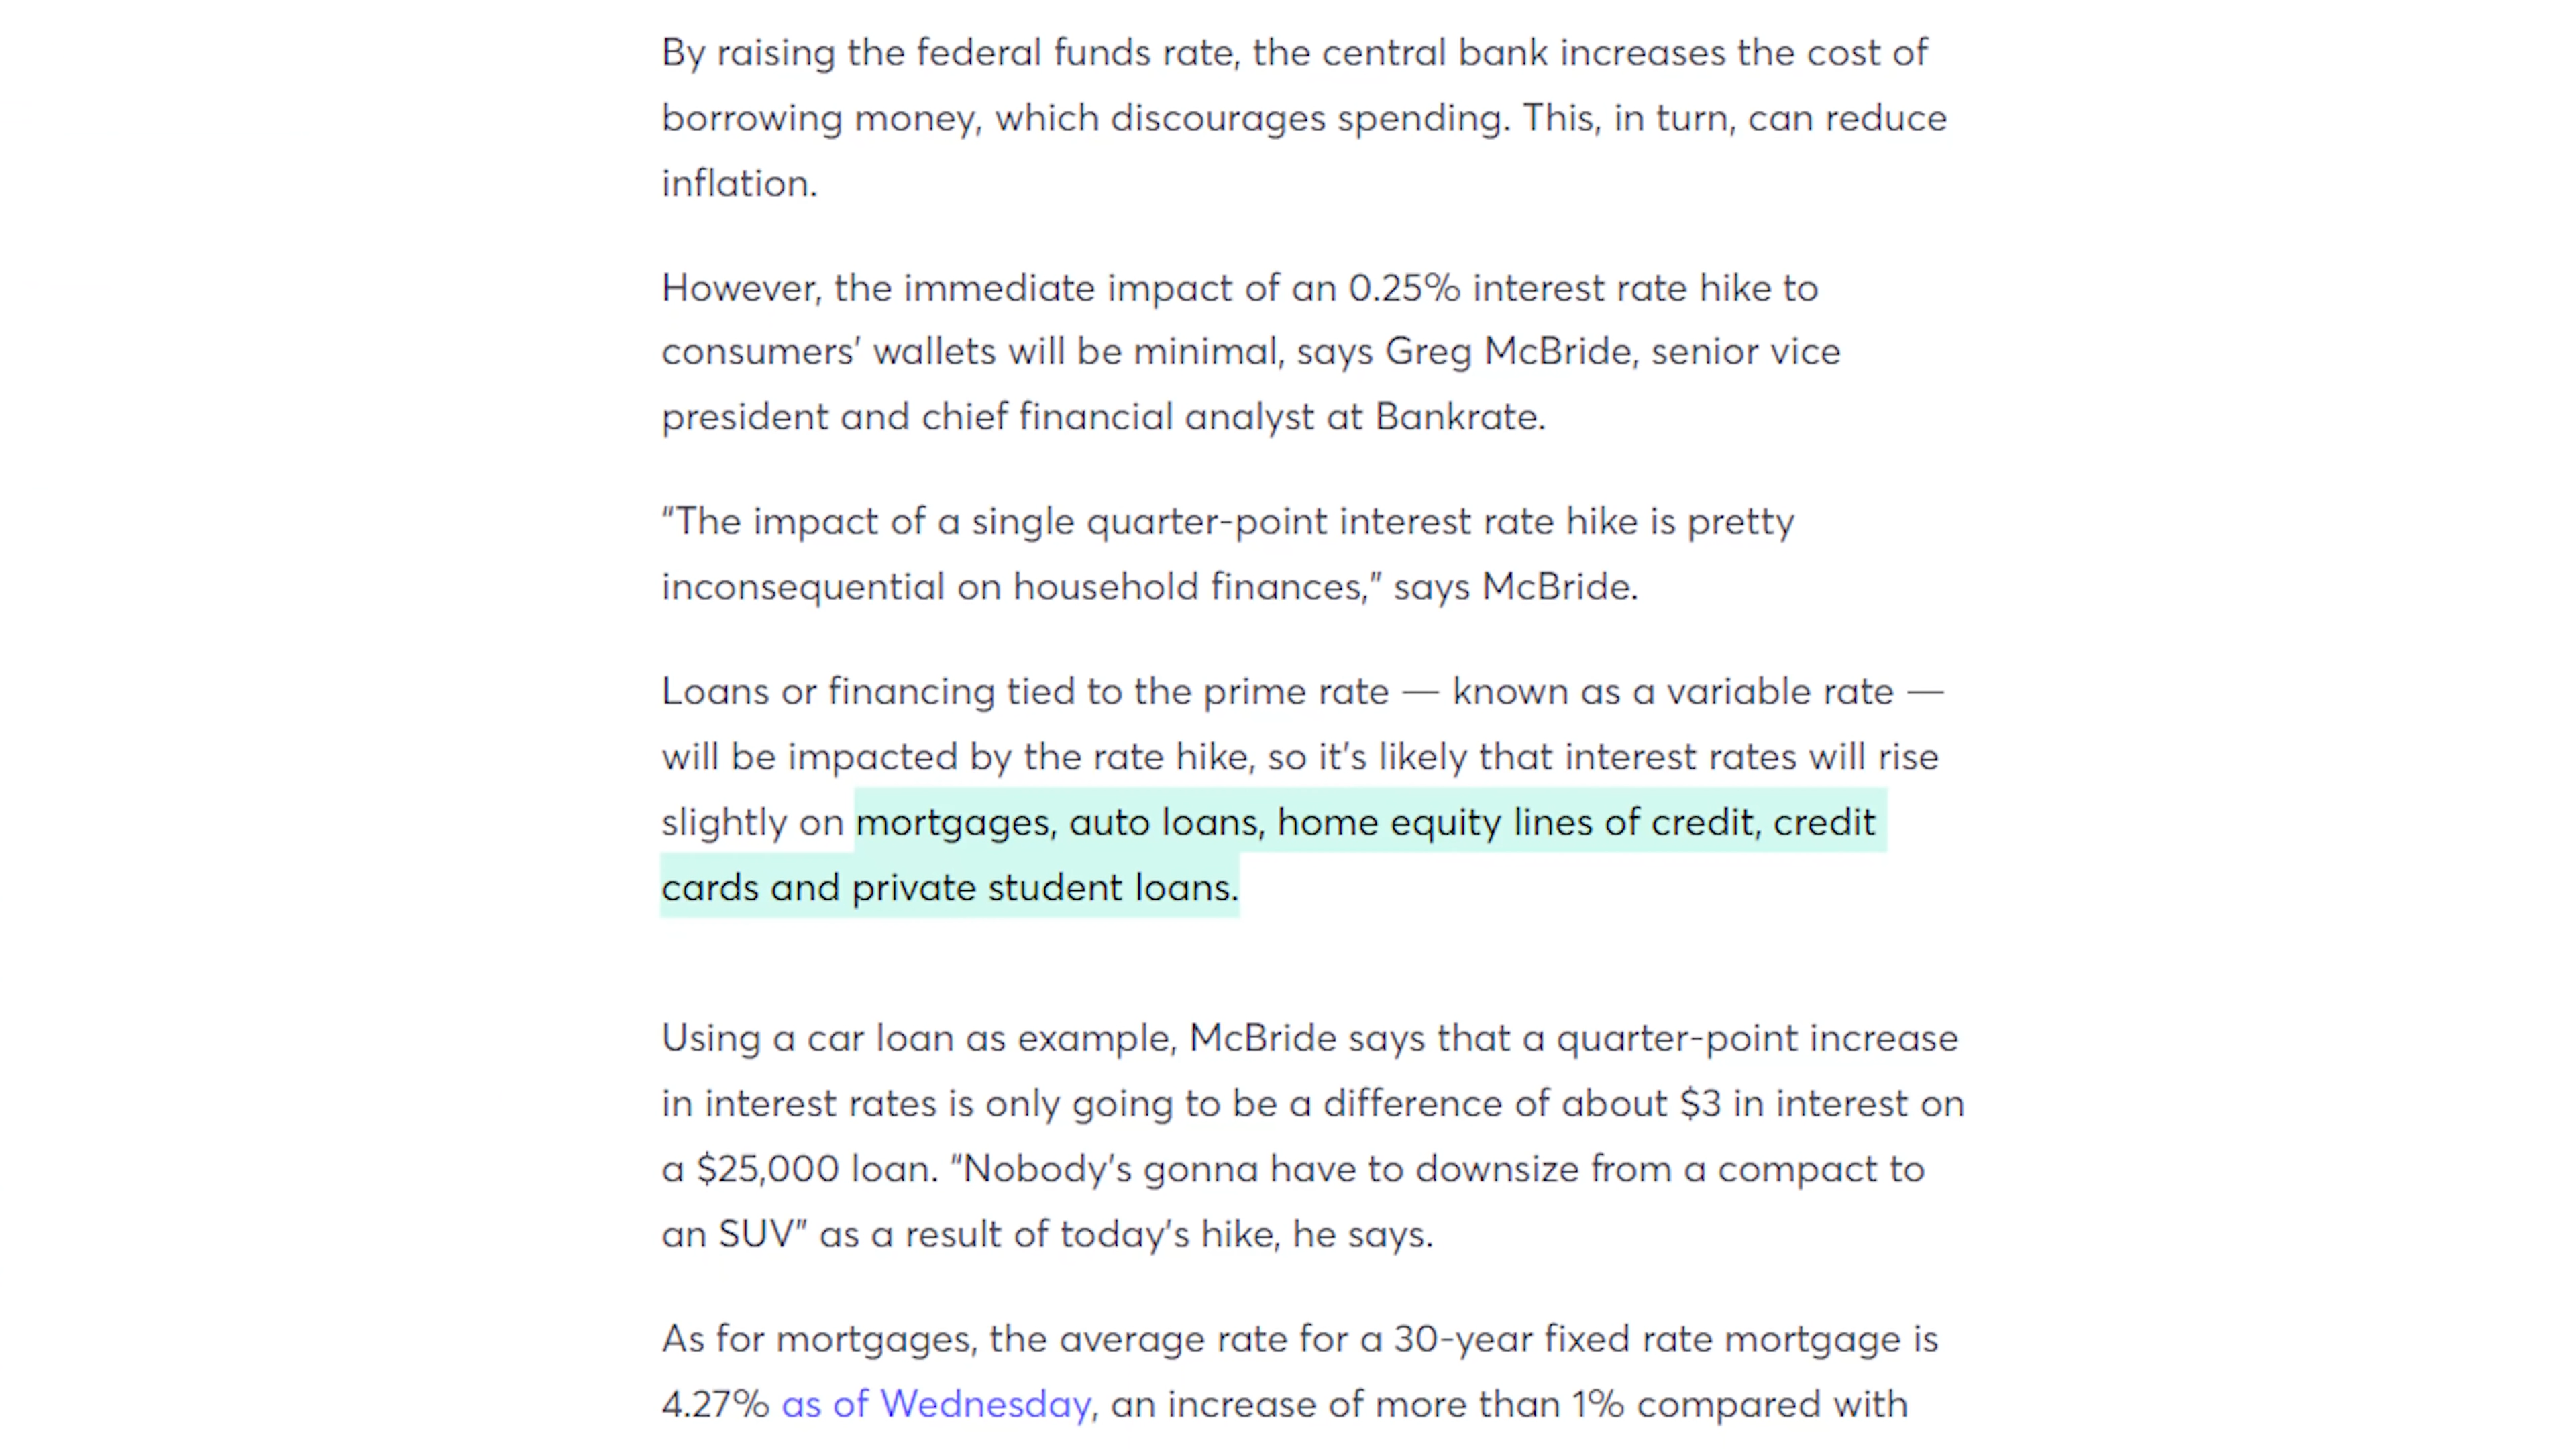 By raising the federal funds rate, the central bank increases the cost of
borrowing money, which discourages spending. This, in turn, can reduce
inflation.
However, the immediate impact of an 0.25% interest rate hike to
consumers’ wallets will be minimal, says Greg McBride, senior vice
president and chief financial analyst at Bankrate.
“The impact of a single quarter-point interest rate hike is pretty
inconsequential on household finances,” says McBride.
Loans or financing tied to the prime rate — known as a variable rate —
will be impacted by the rate hike, so it’s likely that interest rates will rise
slightly on mortgages, auto loans, home equity lines of credit, credit
cards and private student loans.
Using a car loan as example, McBride says that a quarter-point increase
in interest rates is only going to be a difference of about $3 in interest on
a $25,000 loan. “Nobody’s gonna have to downsize from a compact to
an SUV” as a result of today’s hike, he says.
As for mortgages, the average rate for a 30-year fixed rate mortgage is
4.27% as of Wednesday, an increase of more than 1% compared with